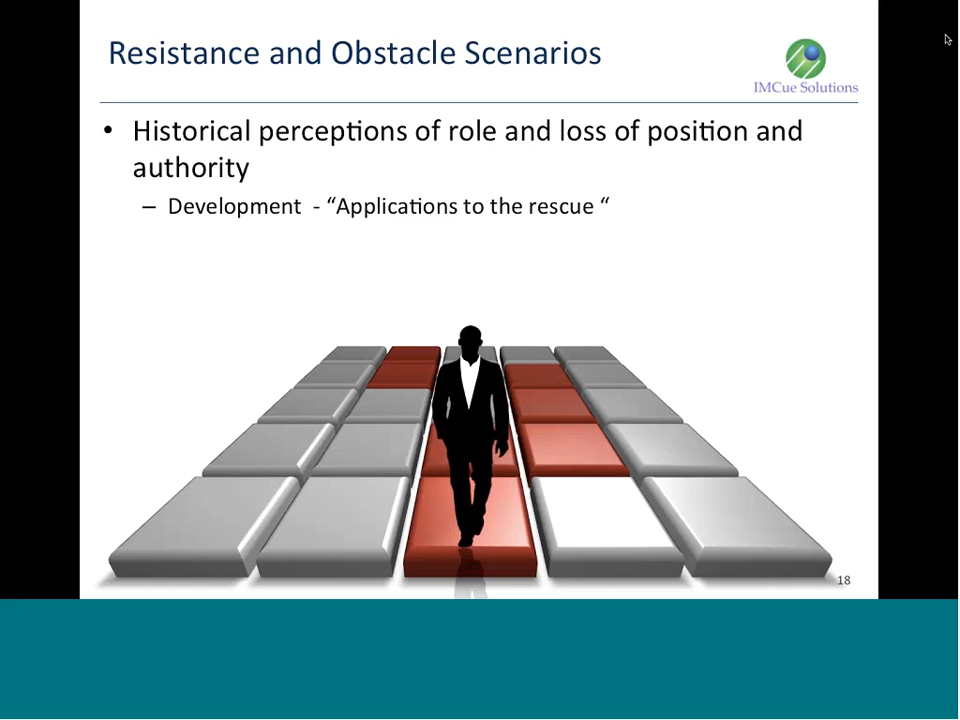 Resistance and Obstacle Scenarios
IMCue Solutions
• Historical perceptions of role and loss of position and
authority
– Development - “Applications to the rescue “
18